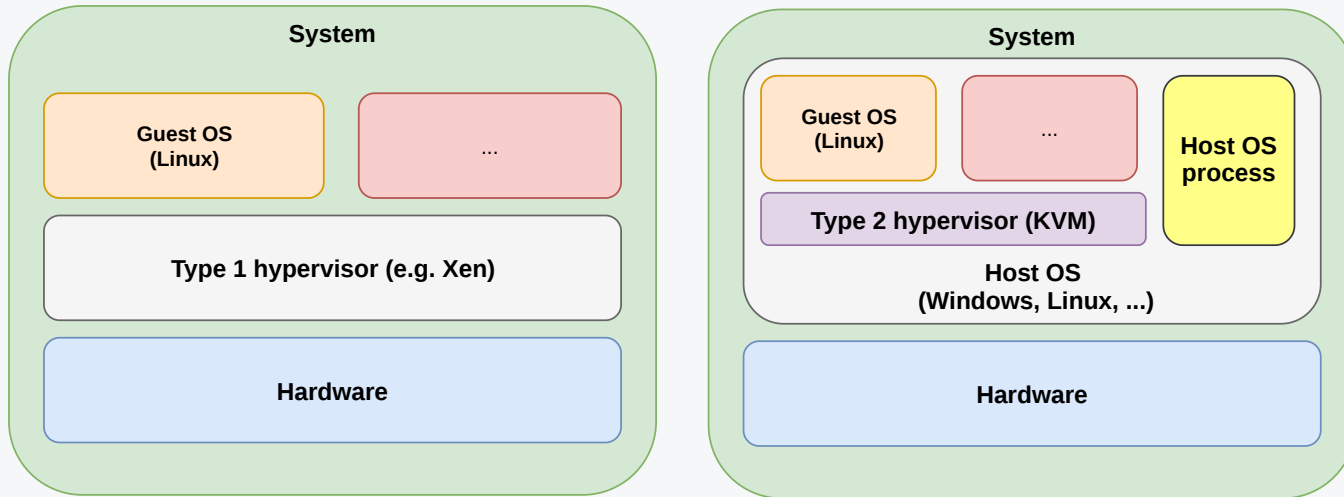 System
Guest OS
(Linux)
...
Type 1 hypervisor (e.g. Xen)
Hardware
System
Guest OS
(Linux)
...
Host OS
process
Type 2 hypervisor (KVM)
Host OS
(Windows, Linux, ...)
Hardware